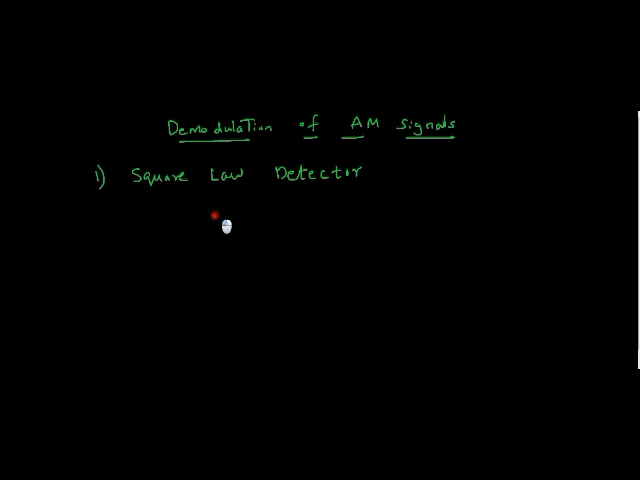 Demodulation of AM Signals
1) Square Law Detector